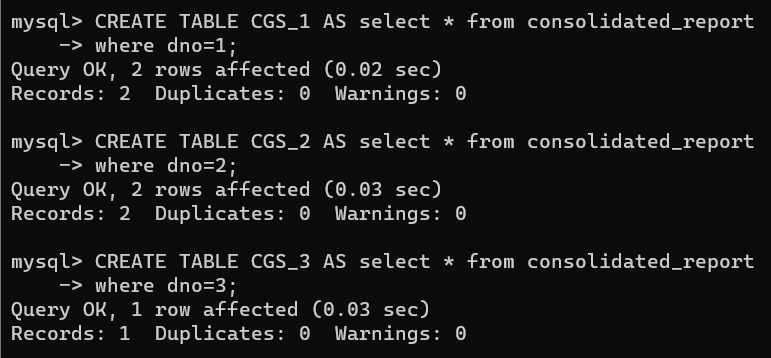 mysql> CREATE TABLE CGS_1 AS select * from consolidated_report
    -> where dno=1;
Query OK, 2 rows affected (0.02 sec)
Records: 2  Duplicates: 0  Warnings: 0

mysql> CREATE TABLE CGS_2 AS select * from consolidated_report
    -> where dno=2;
Query OK, 2 rows affected (0.03 sec)
Records: 2  Duplicates: 0  Warnings: 0

mysql> CREATE TABLE CGS_3 AS select * from consolidated_report
    -> where dno=3;
Query OK, 1 row affected (0.03 sec)
Records: 1  Duplicates: 0  Warnings: 0